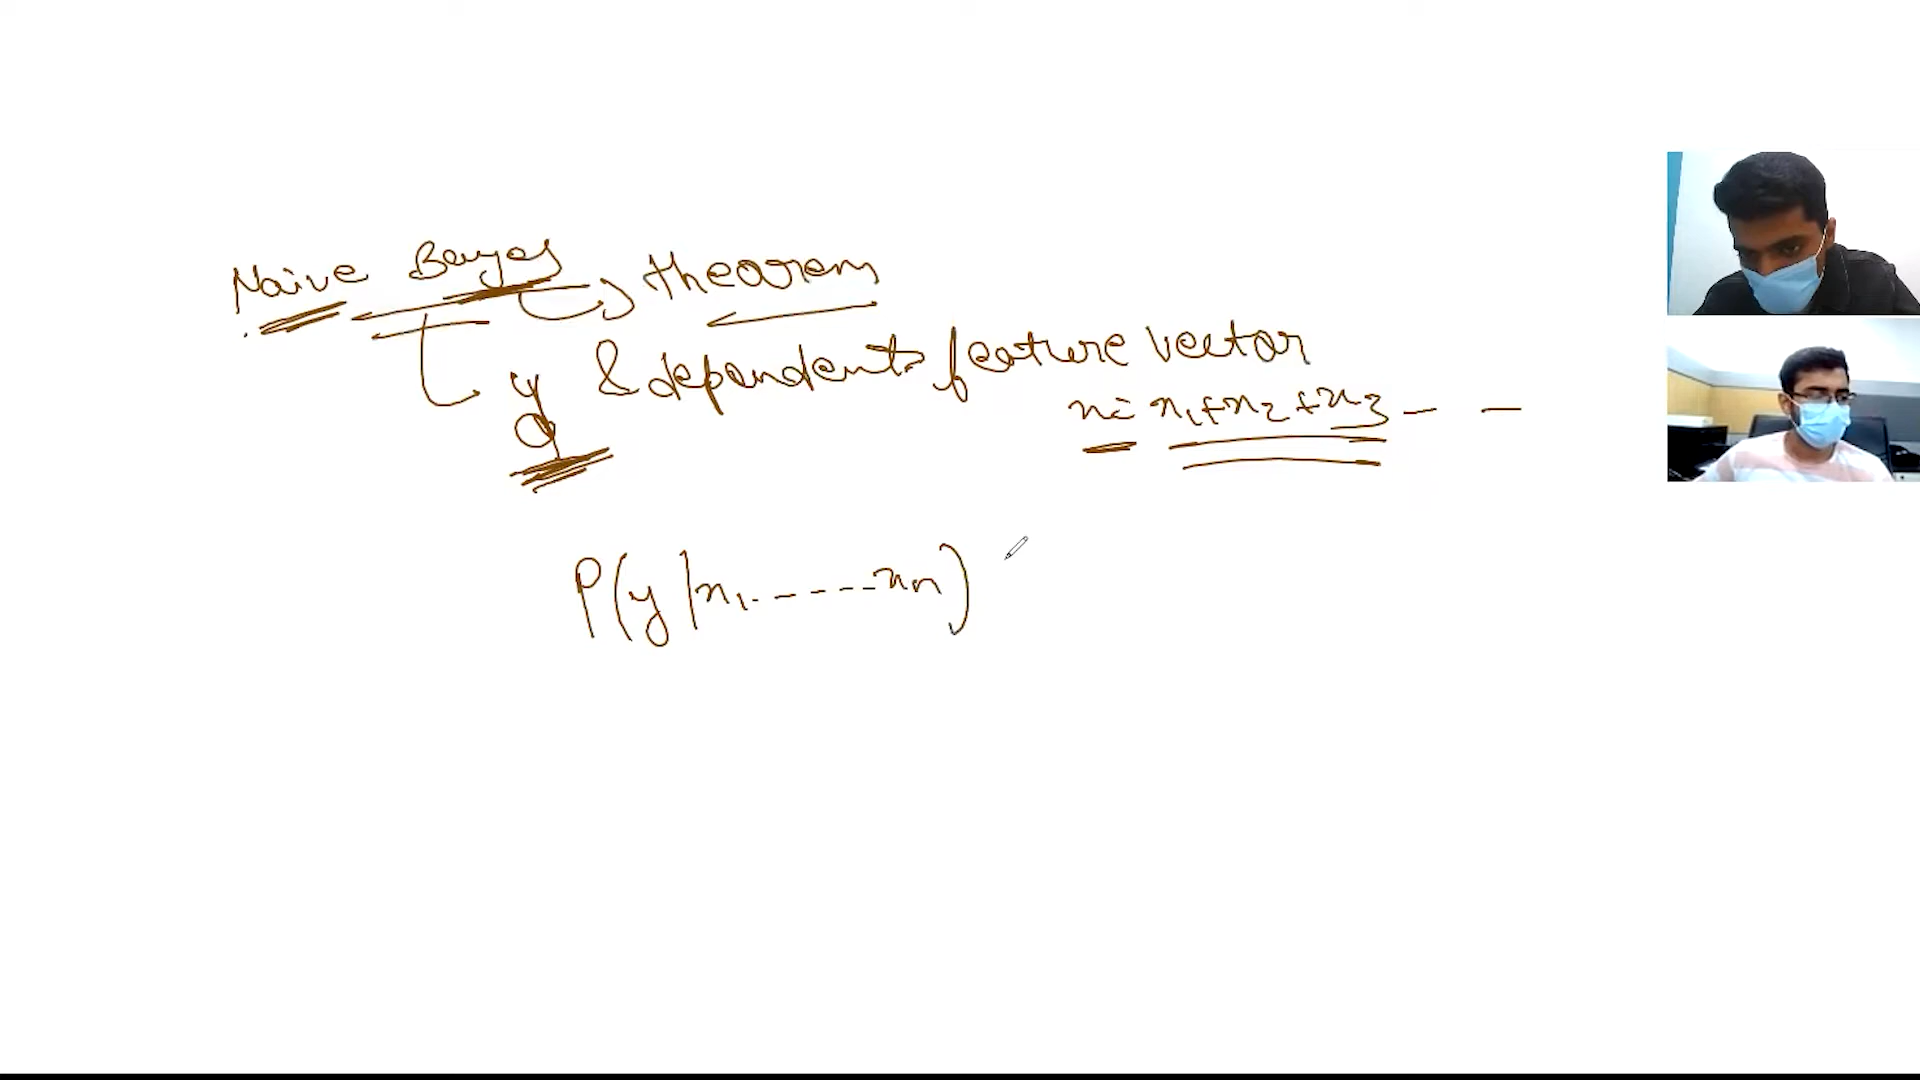 Naive Bayes theorem
y & dependent feature vector
x = x1 + x2 + x3 - -
P(y | x1 . - - - - - xn)